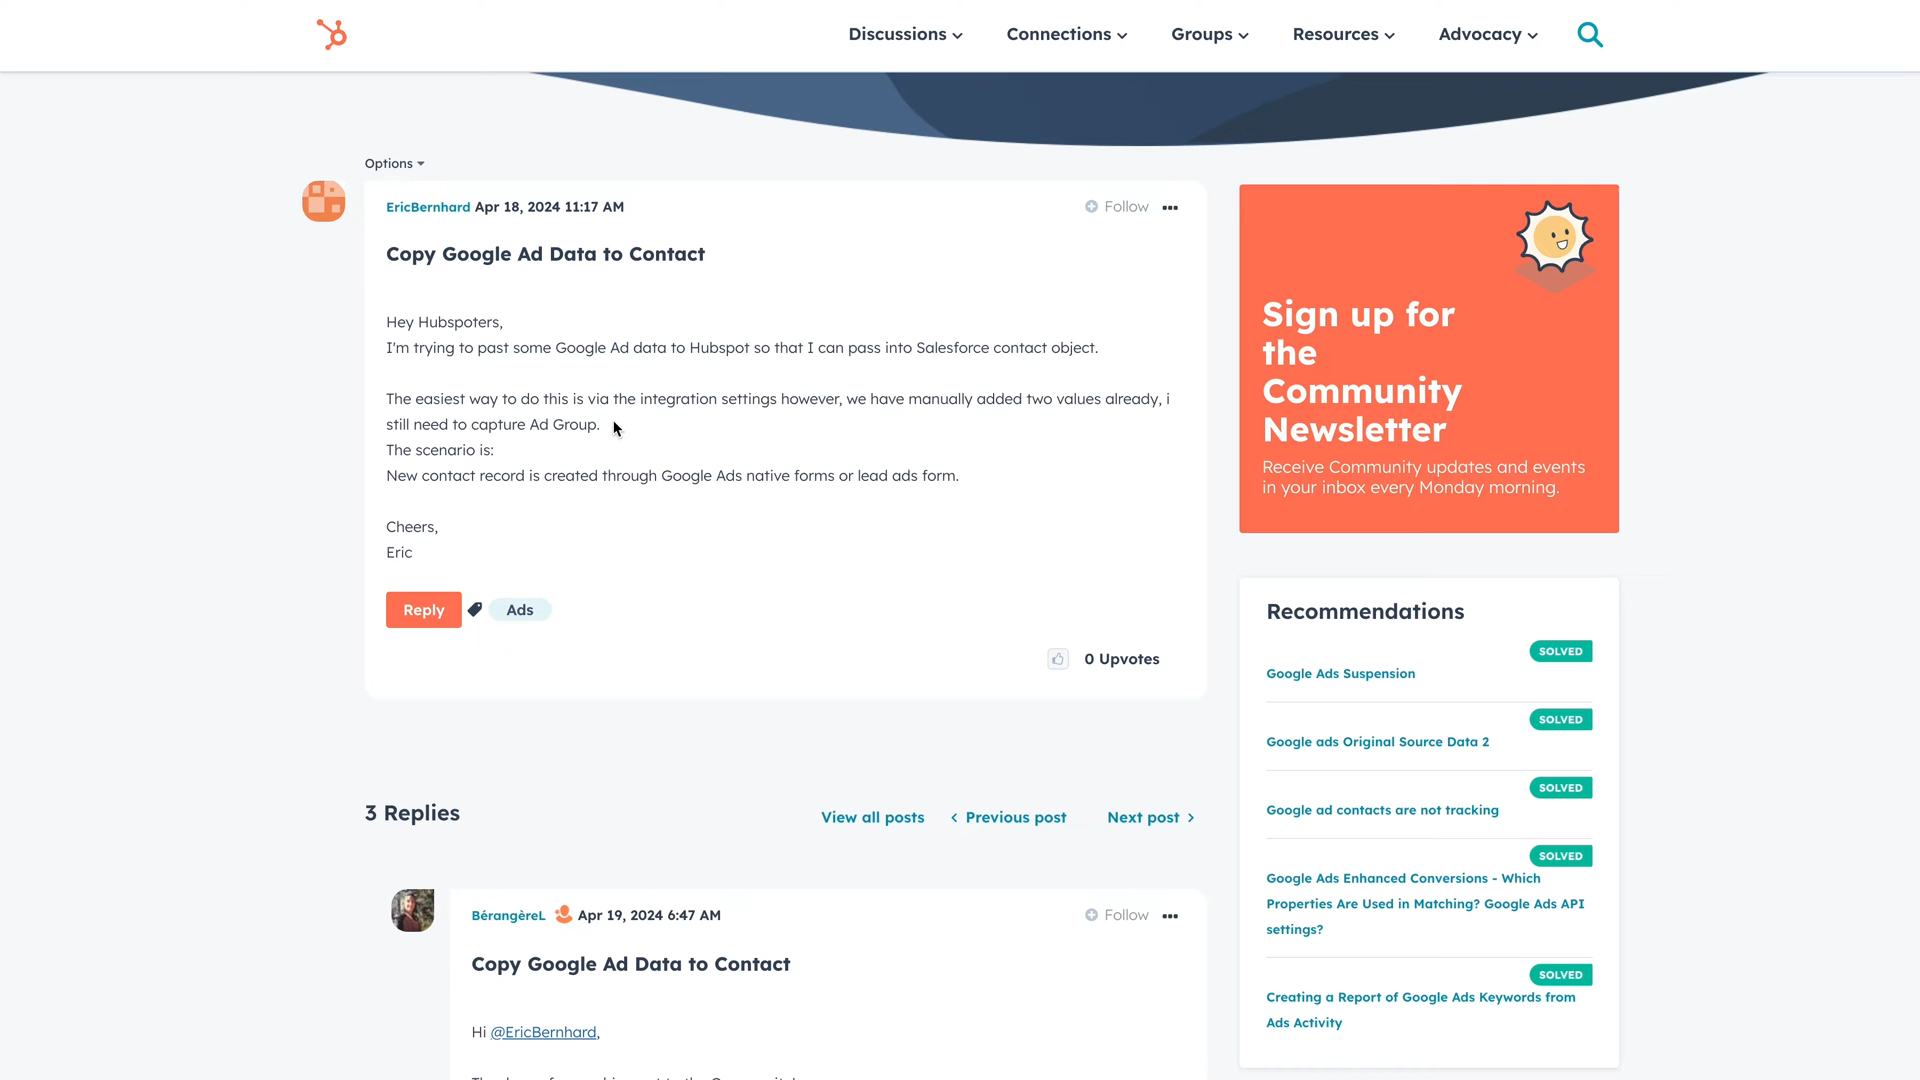 Discussions
Connections
Groups
Resources
Advocacy
Options
EricBernhard Apr 18, 2024 11:17 AM
Follow
Copy Google Ad Data to Contact
Hey Hubspoters,
I'm trying to past some Google Ad data to Hubspot so that I can pass into Salesforce contact object.
The easiest way to do this is via the integration settings however, we have manually added two values already, i
still need to capture Ad Group.
The scenario is:
New contact record is created through Google Ads native forms or lead ads form.
Cheers,
Eric
Reply
Ads
0 Upvotes
3 Replies
View all posts
Previous post
Next post
BérangèreL Apr 19, 2024 6:47 AM
Follow
Copy Google Ad Data to Contact
Hi @EricBernhard,
Sign up for
the
Community
Newsletter
Receive Community updates and events
in your inbox every Monday morning.
Recommendations
SOLVED
Google Ads Suspension
SOLVED
Google ads Original Source Data 2
SOLVED
Google ad contacts are not tracking
SOLVED
Google Ads Enhanced Conversions - Which
Properties Are Used in Matching? Google Ads API
settings?
SOLVED
Creating a Report of Google Ads Keywords from
Ads Activity